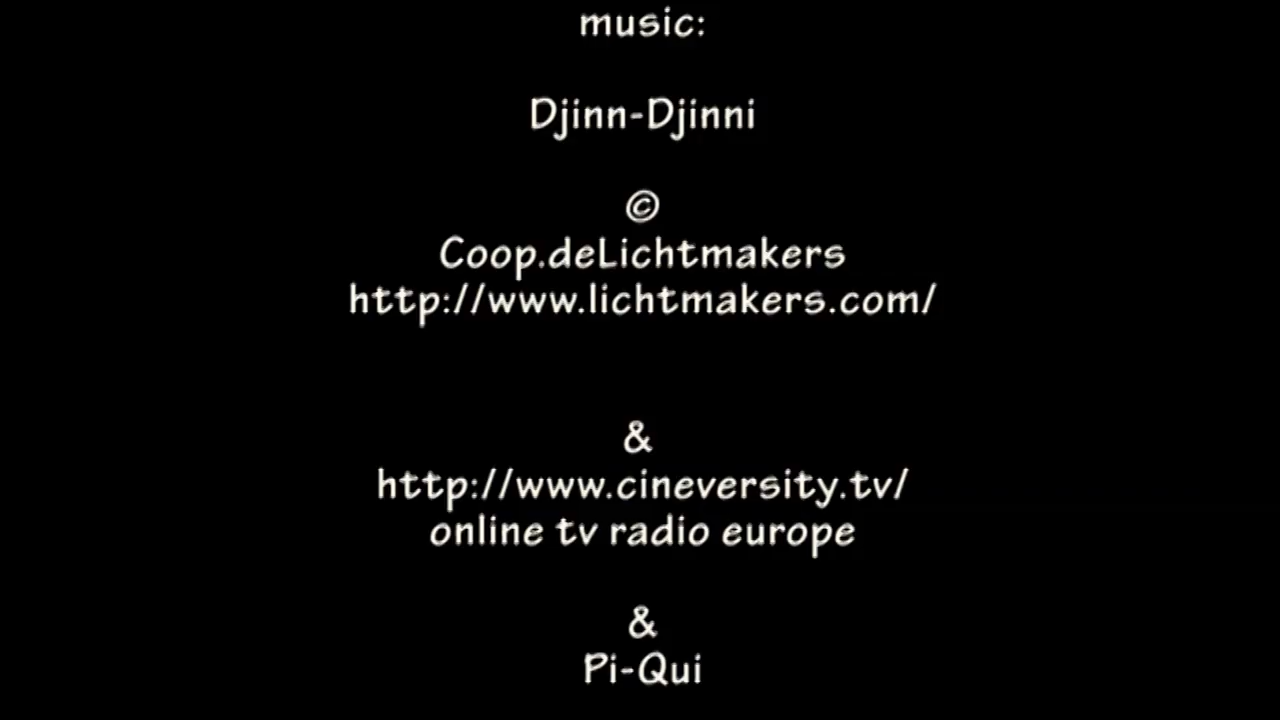 music:
Djinn-Djinni
©
Coop.deLichtmakers
http://www.lichtmakers.com/
&
http://www.cineversity.tv/
online tv radio europe
&
Pi-Qui